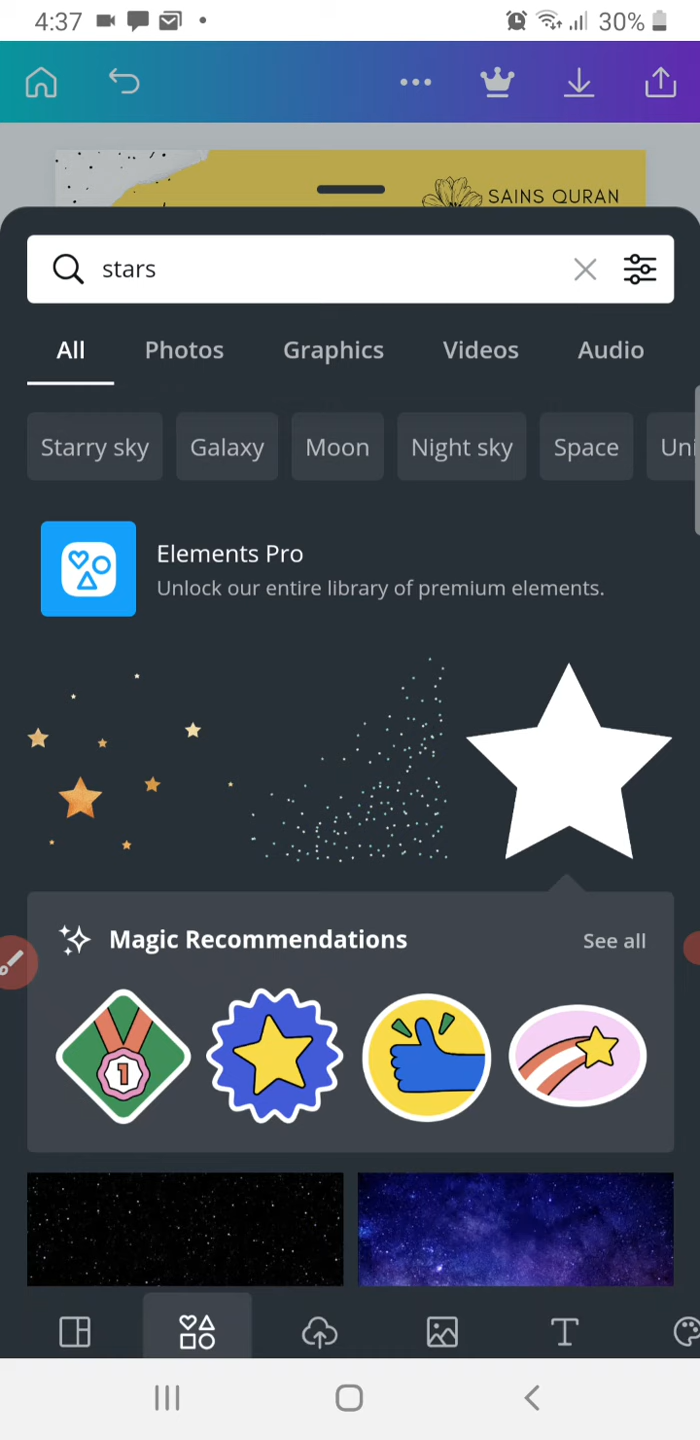 4:37
30%
SAINS QURAN
stars
All Photos Graphics Videos Audio
Starry sky Galaxy Moon Night sky Space Uni
Elements Pro
Unlock our entire library of premium elements.
Magic Recommendations See all
1
T